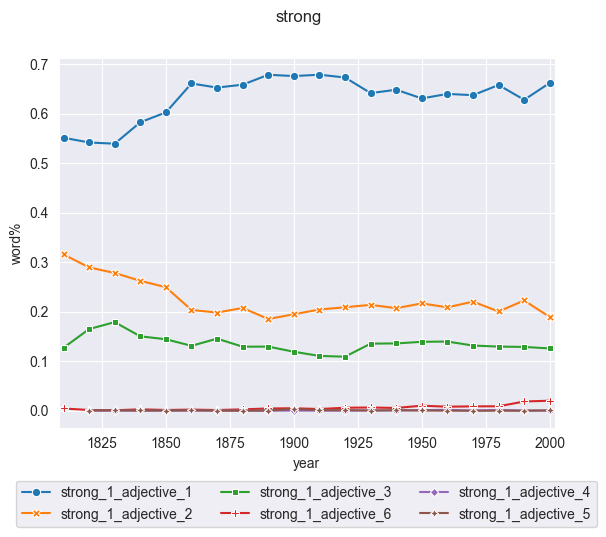 strong
0.7
0.6
0.5
0.4
0.3
0.2
0.1
0.0
word%
1825 1850 1875 1900 1925 1950 1975 2000
year
strong_1_adjective_1 strong_1_adjective_3 strong_1_adjective_4
strong_1_adjective_2 strong_1_adjective_6 strong_1_adjective_5